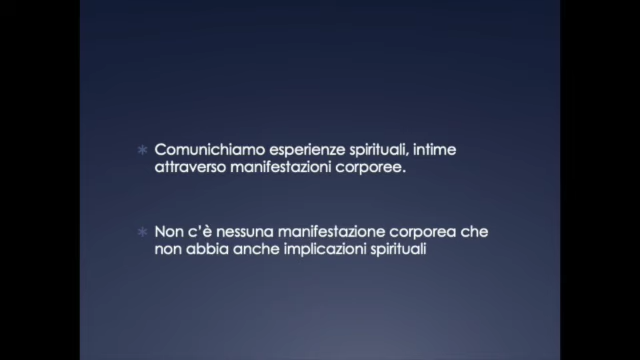 * Comunichiamo esperienze spirituali, intime
attraverso manifestazioni corporee.
* Non c'è nessuna manifestazione corporea che
non abbia anche implicazioni spirituali